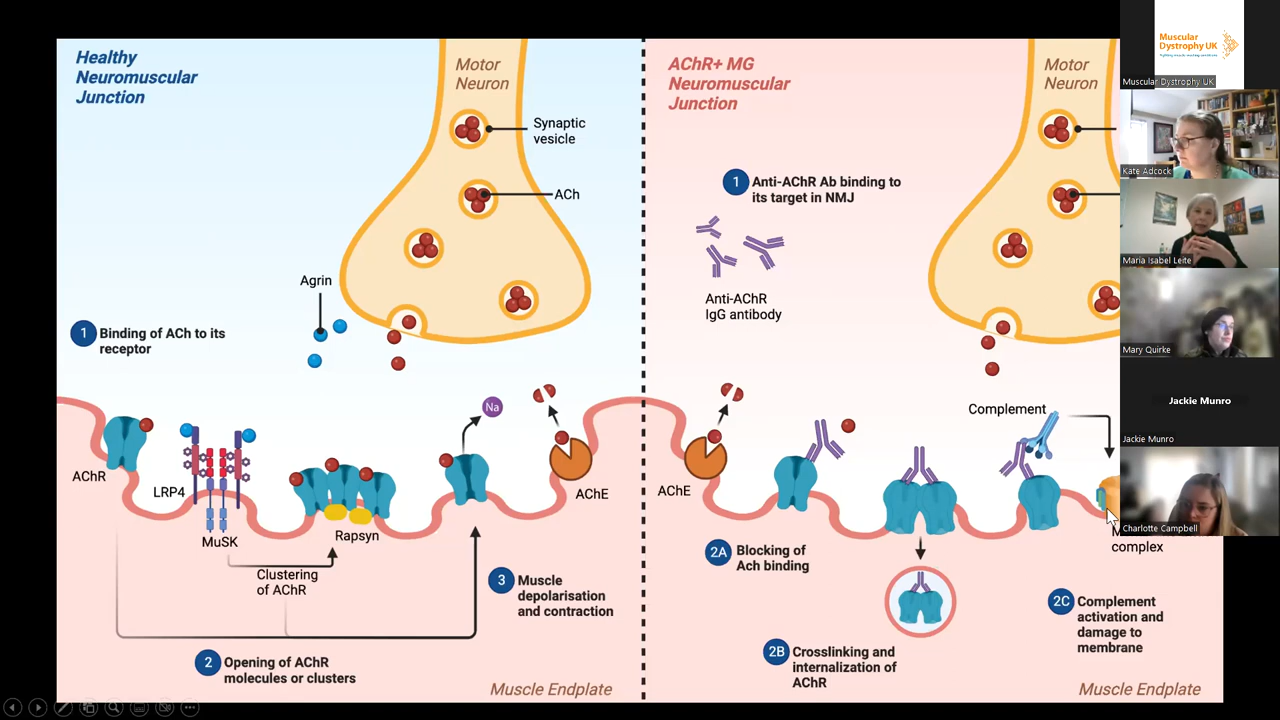 Healthy
Neuromuscular
Junction
Motor
Neuron
Synaptic
vesicle
ACh
Agrin
1 Binding of ACh to its
receptor
Na
AChR
LRP4
MuSK
Rapsyn
AChE
Clustering
of AChR
3 Muscle
depolarisation
and contraction
2 Opening of AChR
molecules or clusters
Muscle Endplate
AChR+ MG
Neuromuscular
Junction
Motor
Neuron
1 Anti-AChR Ab binding to
its target in NMJ
Anti-AChR
IgG antibody
Complement
AChE
2A Blocking of
Ach binding
complex
2B Crosslinking and
internalization of
AChR
2C Complement
activation and
damage to
membrane
Muscle Endplate
Muscular
Dystrophy UK
Muscular Dystrophy UK
Kate Adcock
Maria Isabel Leite
Mary Quirke
Jackie Munro
Jackie Munro
Charlotte Campbell